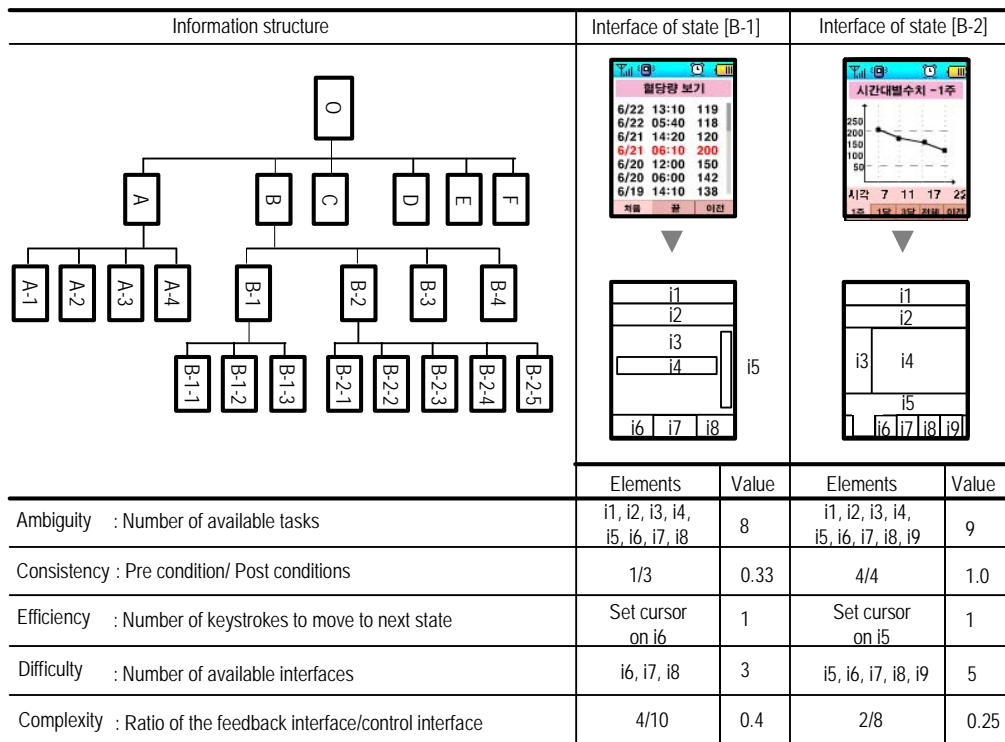 Information structure
Interface of state [B-1]
Interface of state [B-2]
O
A
B
C
D
E
F
A-1
A-2
A-3
A-4
B-1
B-2
B-3
B-4
B-1-1
B-1-2
B-1-3
B-2-1
B-2-2
B-2-3
B-2-4
B-2-5
혈당량 보기
6/22 13:10 119
6/22 05:40 118
6/21 14:20 120
6/21 06:10 200
6/20 12:00 150
6/20 06:00 142
6/19 14:10 138
처음 끝 이전
시간대별수치 -1주
250
200
150
100
50
시각 7 11 17 22
1주 1달 3달 전체 이전
i1
i2
i3
i4
i5
i6 i7 i8
i1
i2
i3 i4
i5
i6 i7 i8 i9
Elements Value Elements Value
Ambiguity : Number of available tasks
i1, i2, i3, i4,
i5, i6, i7, i8
8
i1, i2, i3, i4,
i5, i6, i7, i8, i9
9
Consistency : Pre condition/ Post conditions
1/3 0.33 4/4 1.0
Efficiency : Number of keystrokes to move to next state
Set cursor
on i6
1
Set cursor
on i5
1
Difficulty : Number of available interfaces
i6, i7, i8 3 i5, i6, i7, i8, i9 5
Complexity : Ratio of the feedback interface/control interface
4/10 0.4 2/8 0.25